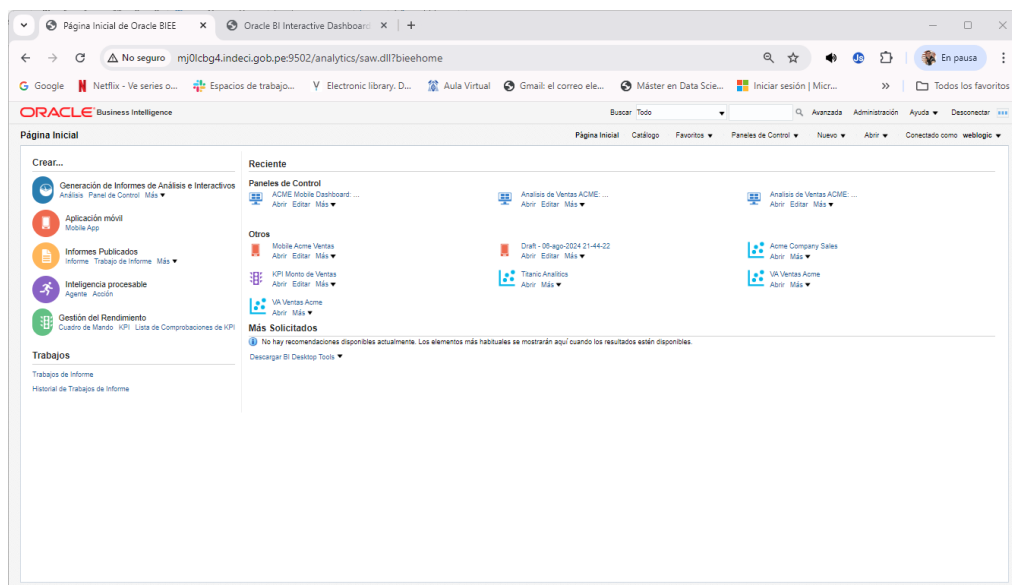 Página Inicial de Oracle BIEE
Oracle BI Interactive Dashboard
No seguro mj0lcbg4.indeci.gob.pe:9502/analytics/saw.dll?bieehome
Js
En pausa
Google
Netflix - Ve series o...
Espacios de trabajo...
Electronic library. D...
Aula Virtual
Gmail: el correo ele...
Máster en Data Scie...
Iniciar sesión | Micr...
Todos los favoritos
ORACLE Business Intelligence
Buscar Todo
Avanzada Administración Ayuda Desconectar
Página Inicial
Página Inicial Catálogo Favoritos Paneles de Control Nuevo Abrir Conectado como weblogic
Crear...
Generación de Informes de Análisis e Interactivos
Análisis Panel de Control Más
Aplicación móvil
Mobile App
Informes Publicados
Informe Trabajo de Informe Más
Inteligencia procesable
Agente Acción
Gestión del Rendimiento
Cuadro de Mando KPI Lista de Comprobaciones de KPI
Trabajos
Trabajos de Informe
Historial de Trabajos de Informe
Reciente
Paneles de Control
ACME Mobile Dashboard: ...
Abrir Editar Más
Analisis de Ventas ACME: ...
Abrir Editar Más
Analisis de Ventas ACME: ...
Abrir Editar Más
Otros
Mobile Acme Ventas
Abrir Editar Más
Draft - 06-ago-2024 21-44-22
Abrir Editar Más
Acme Company Sales
Abrir Más
KPI Monto de Ventas
Abrir Editar Más
Titanic Analitics
Abrir Más
VA Ventas Acme
Abrir Más
VA Ventas Acme
Abrir Más
Más Solicitados
No hay recomendaciones disponibles actualmente. Los elementos más habituales se mostrarán aquí cuando los resultados estén disponibles.
Descargar BI Desktop Tools